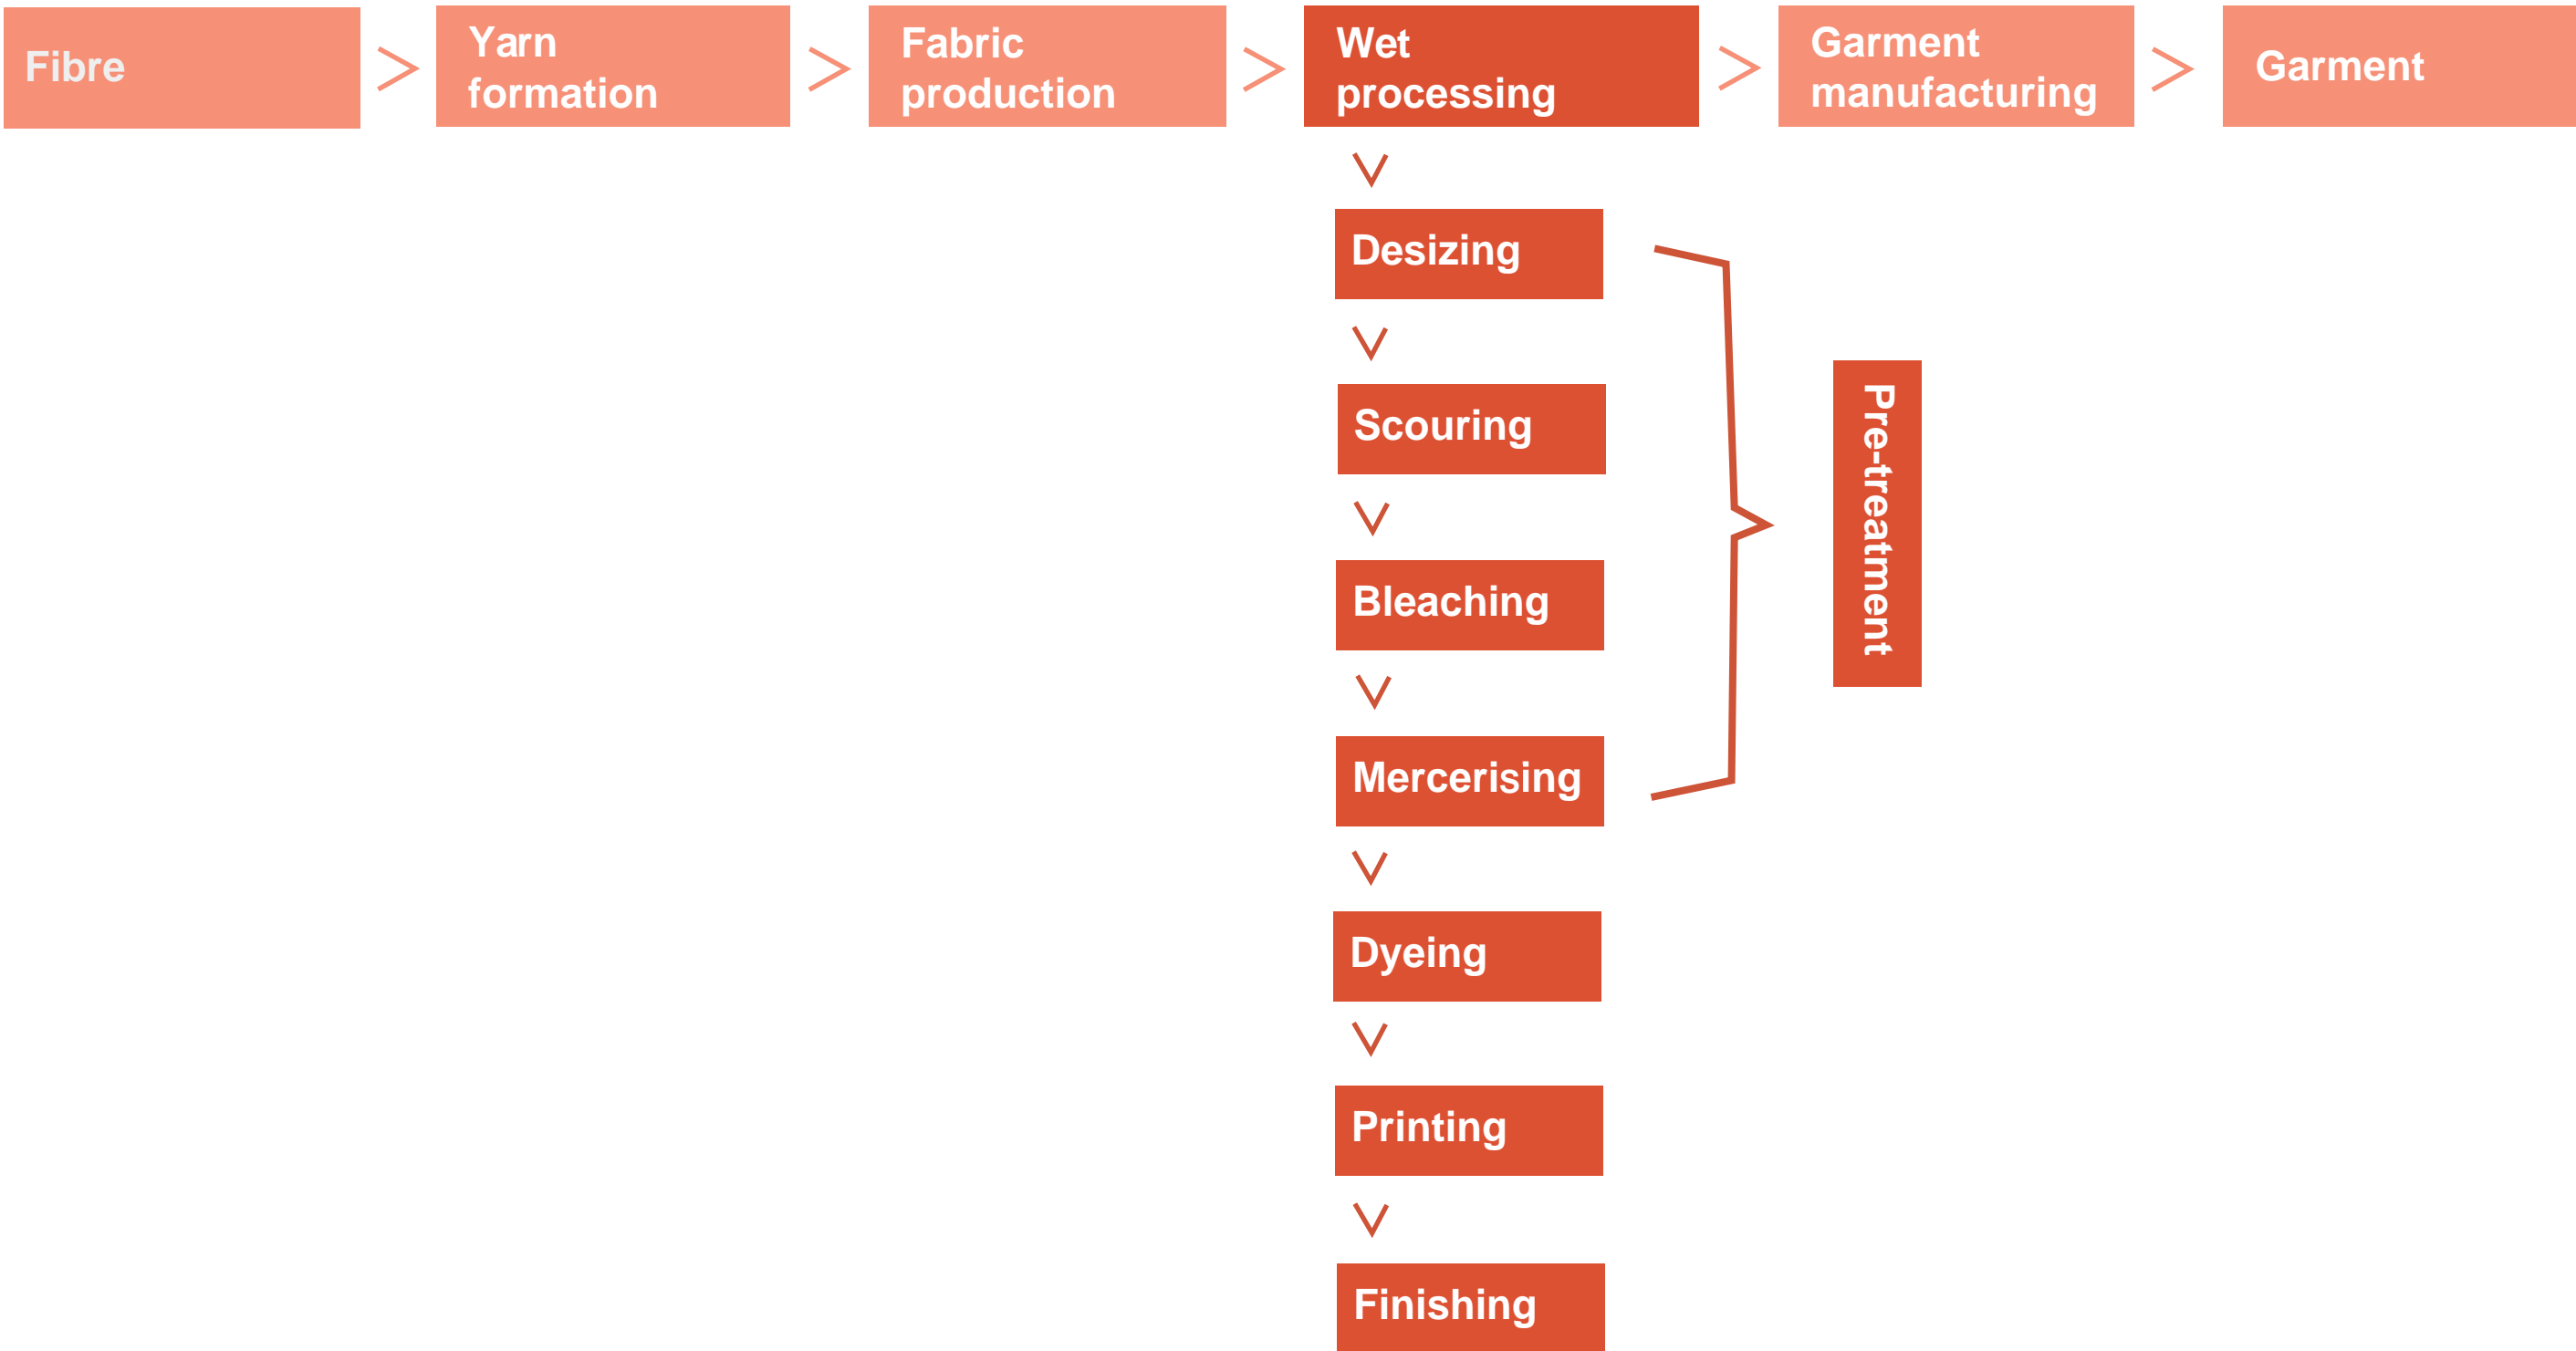 Fibre
Yarn
formation
Fabric
production
Wet
processing
Garment
manufacturing
Garment
Desizing
Scouring
Bleaching
Mercerising
Pre-treatment
Dyeing
Printing
Finishing